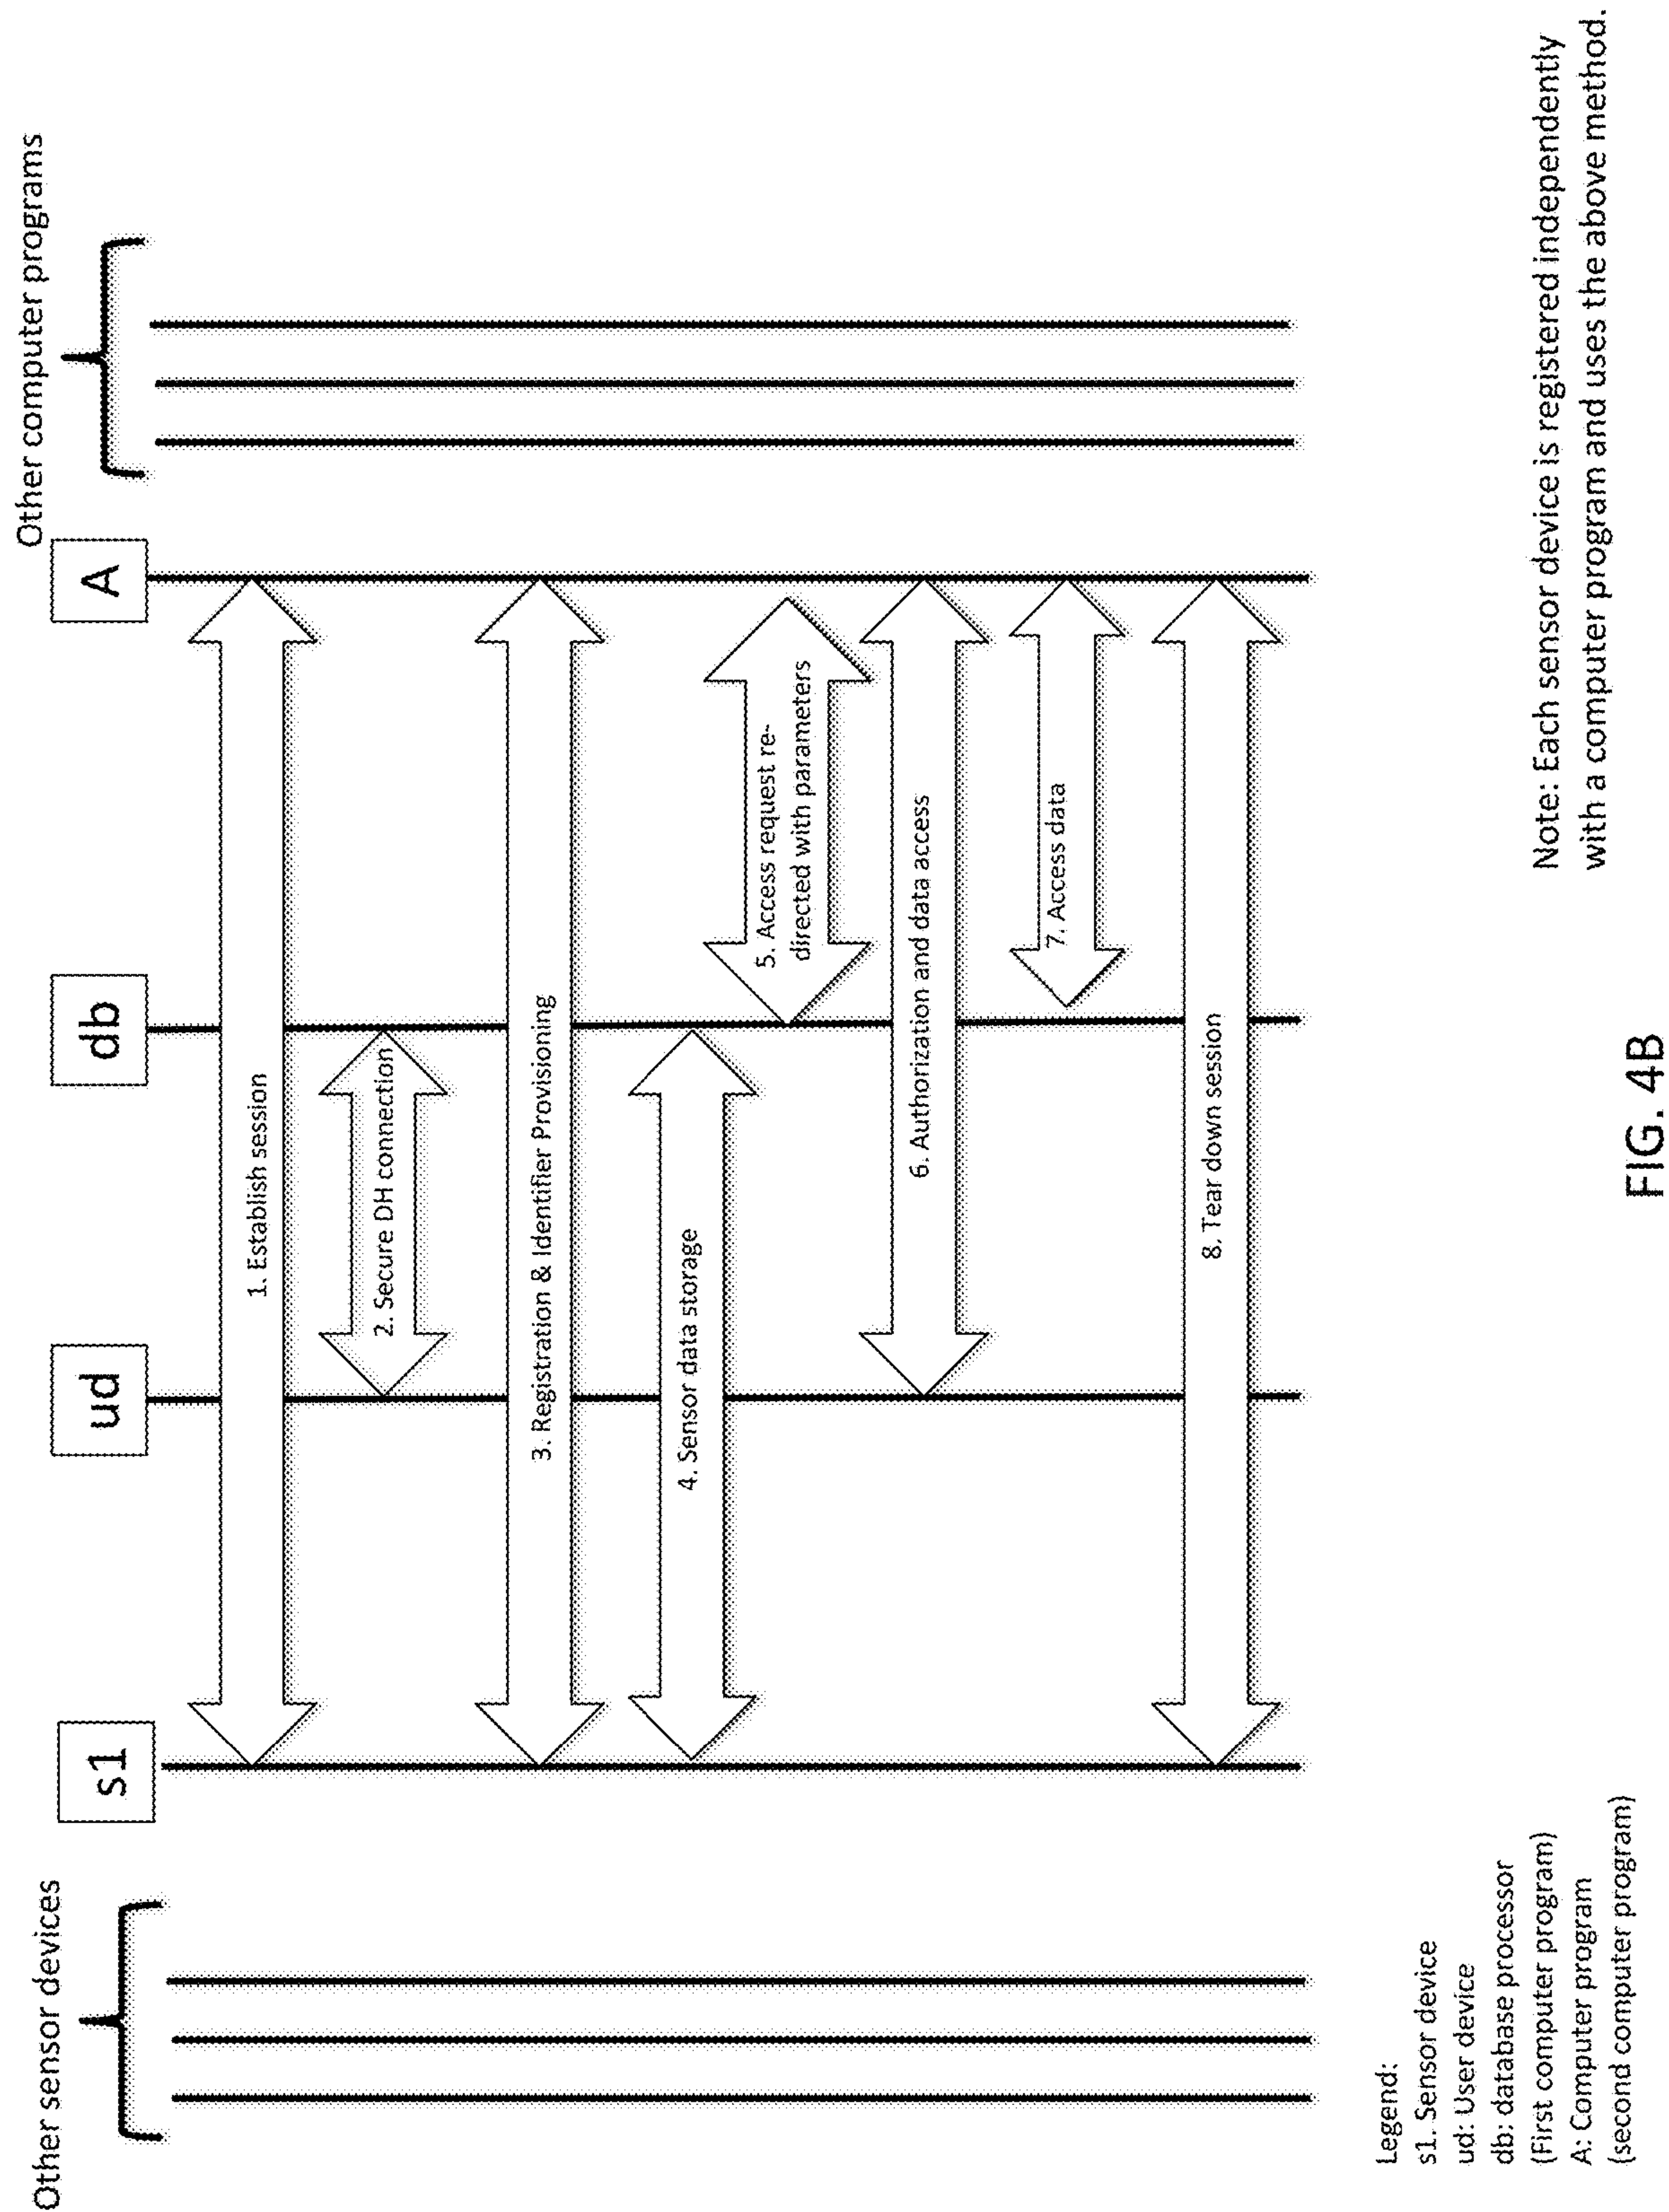 Other sensor devices
Other computer programs
s1
ud
db
A
1. Establish session
2. Secure DH connection
3. Registration & Identifier Provisioning
4. Sensor data storage
5. Access request re-
directed with parameters
6. Authorization and data access
7. Access data
8. Tear down session
Legend:
s1. Sensor device
ud: User device
db: database processor
(First computer program)
A: Computer program
(second computer program)
Note: Each sensor device is registered independently
with a computer program and uses the above method.
FIG. 4B